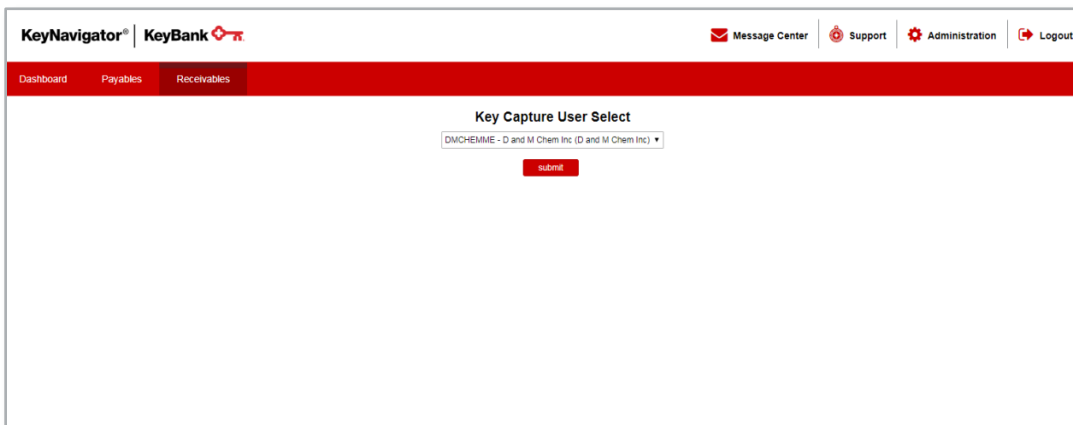 KeyNavigator® KeyBank
Message Center Support Administration Logout
Dashboard Payables Receivables
Key Capture User Select
DMCHEMME - D and M Chem Inc (D and M Chem Inc)
submit